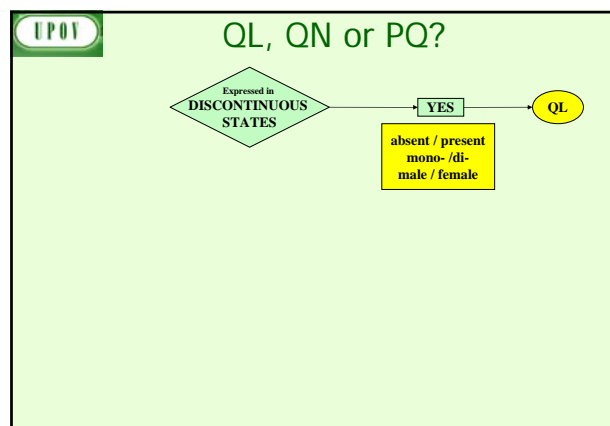 UPOV
QL, QN or PQ?
Expressed in
DISCONTINUOUS
STATES
YES
QL
absent / present
mono- /di-
male / female